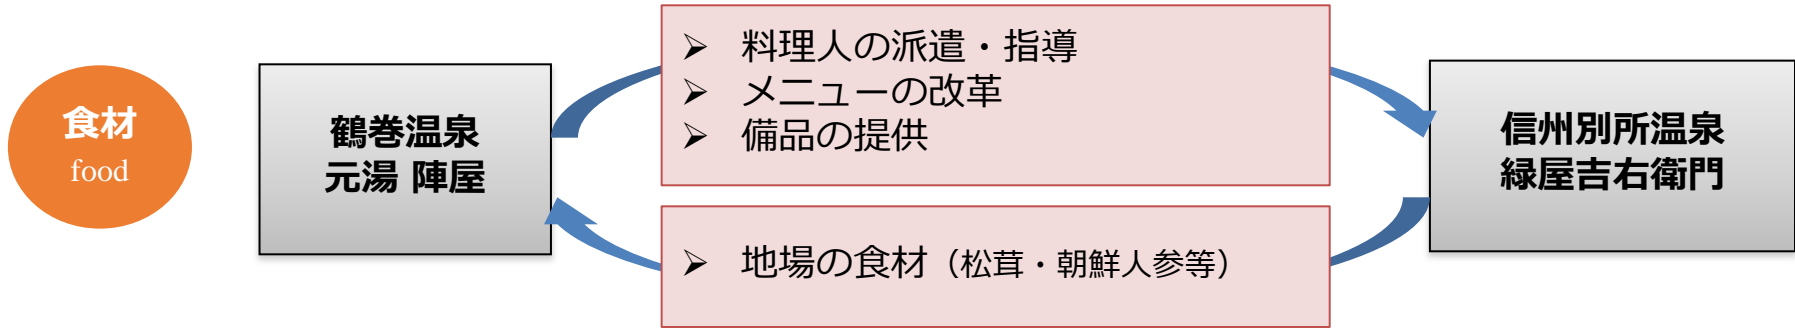 食材
food
鶴巻温泉
元湯 陣屋
➢ 料理人の派遣・指導
➢ メニューの改革
➢ 備品の提供
➢ 地場の食材（松茸・朝鮮人参等）
信州別所温泉
緑屋吉右衛門